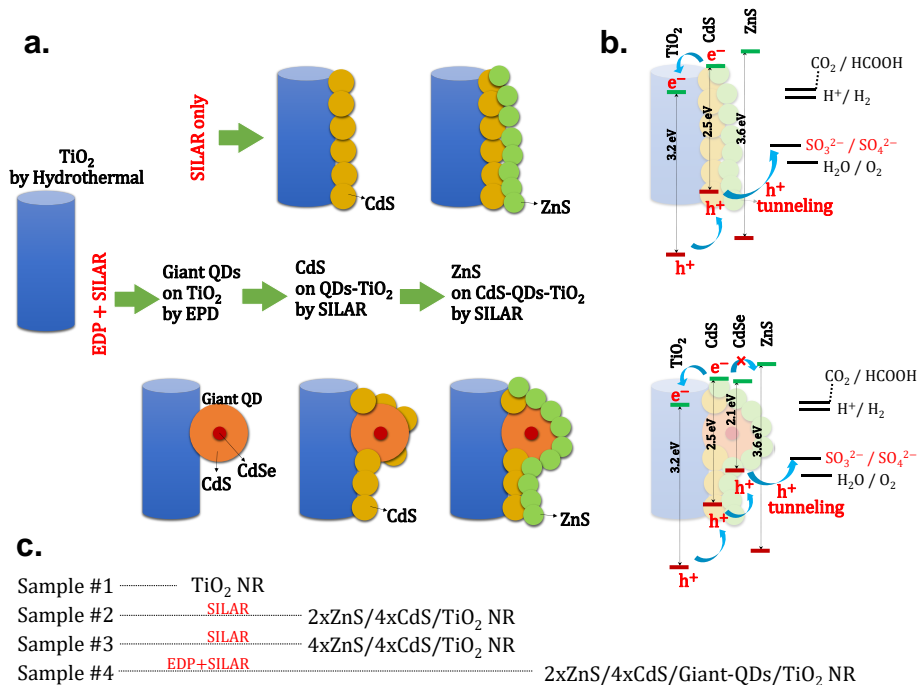 a.
SILAR only
TiO₂
by Hydrothermal
CdS
ZnS
EDP + SILAR
Giant QDs
on TiO₂
by EPD
CdS
on QDs-TiO₂
by SILAR
ZnS
on CdS-QDs-TiO₂
by SILAR
Giant QD
CdSe
CdS
CdS
ZnS
b.
TiO₂
CdS
ZnS
e⁻
e⁻
3.2 eV
2.5 eV
3.6 eV
h⁺
h⁺
h⁺
tunneling
CO₂ / HCOOH
H⁺/ H₂
SO₃²⁻ / SO₄²⁻
H₂O / O₂
TiO₂
CdS
CdSe
ZnS
e⁻
e⁻
×
3.2 eV
2.5 eV
2.1 eV
3.6 eV
h⁺
h⁺
h⁺
h⁺
tunneling
CO₂ / HCOOH
H⁺/ H₂
SO₃²⁻ / SO₄²⁻
H₂O / O₂
c.
Sample #1 TiO₂ NR
Sample #2 SILAR 2xZnS/4xCdS/TiO₂ NR
Sample #3 SILAR 4xZnS/4xCdS/TiO₂ NR
Sample #4 EDP+SILAR 2xZnS/4xCdS/Giant-QDs/TiO₂ NR